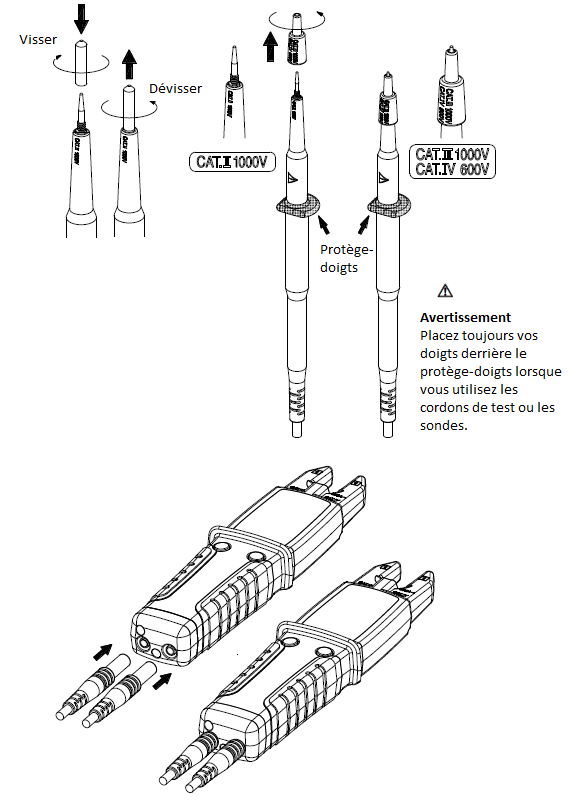 Visser
Dévisser
CAT.II 1000V
CAT.III 1000V
CAT.IV 600V
Protège-
doigts
Avertissement
Placez toujours vos
doigts derrière le
protège-doigts lorsque
vous utilisez les
cordons de test ou les
sondes.